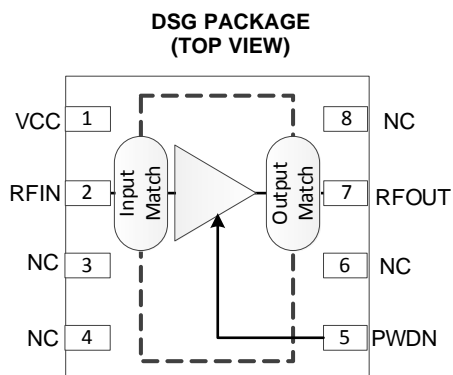 DSG PACKAGE
(TOP VIEW)
VCC 1
8 NC
RFIN 2
Input Match
Output Match
7 RFOUT
NC 3
6 NC
NC 4
5 PWDN